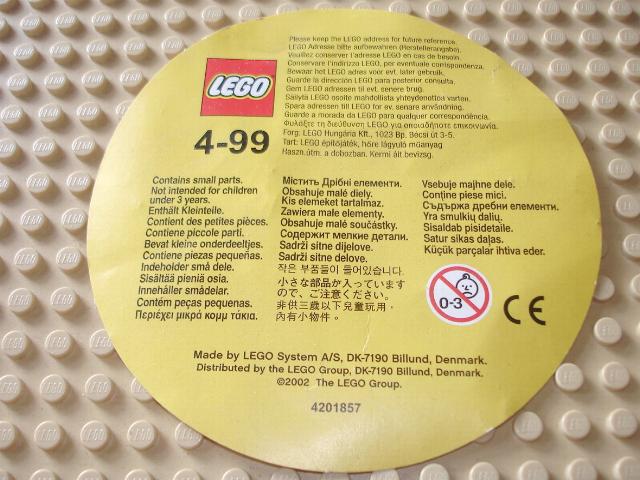 Please keep the LEGO address for future reference.
LEGO Adresse bitte aufbewahren (Herstellerangabe).
Veuillez conserver l'adresse LEGO en cas de besoin.
Conservare l'indirizzo LEGO, per eventuale corrispondenza.
Bewaar het LEGO adres voor evt. later gebruik.
Guarde la dirección LEGO para posterior consulta.
Gem LEGO adressen til evt. senere brug.
Säilytä LEGO osoite mahdollista yhteydenottoa varten.
Spara adressen till LEGO för ev. senare användning.
Guarde a morada da LEGO para qualquer correspondência.
Φυλάξτε τη διεύθυνση LEGO για οποιαδήποτε επικοινωνία.
Forg: LEGO Hungária Kft., 1023 Bp. Bécsi út 3-5.
Tart: LEGO építőjáték, hőre lágyuló műanyag
Haszn.útm. a dobozban. Kermi ált bevizsg.
LEGO
4-99
Contains small parts.
Not intended for children
under 3 years.
Enthält Kleinteile.
Contient des petites pièces.
Contiene piccole parti.
Bevat kleine onderdeeltjes.
Contiene piezas pequeñas.
Indeholder små dele.
Sisältää pieniä osia.
Innehåller smådelar.
Contém peças pequenas.
Περιέχει μικρά κομμάτια.
Містить Дрібні елементи.
Obsahuje malé diely.
Kis elemeket tartalmaz.
Zawiera małe elementy.
Obsahuje malé součástky.
Содержит мелкие детали.
Sadrži sitne dijelove.
Sadrži sitne delove.
작은 부품들이 들어있습니다.
小さな部品が入っています
ので、ご注意ください。
非供三歲以下兒童玩用，
內有小物件。
Vsebuje majhne dele.
Conţine piese mici.
Съдържа дребни елементи.
Yra smulkių dalių.
Sisaldab pisidetaile.
Satur sikas daļas.
Küçük parçalar ihtiva eder.
0-3
CE
Made by LEGO System A/S, DK-7190 Billund, Denmark.
Distributed by the LEGO Group, DK-7190 Billund, Denmark.
©2002 The LEGO Group.
4201857